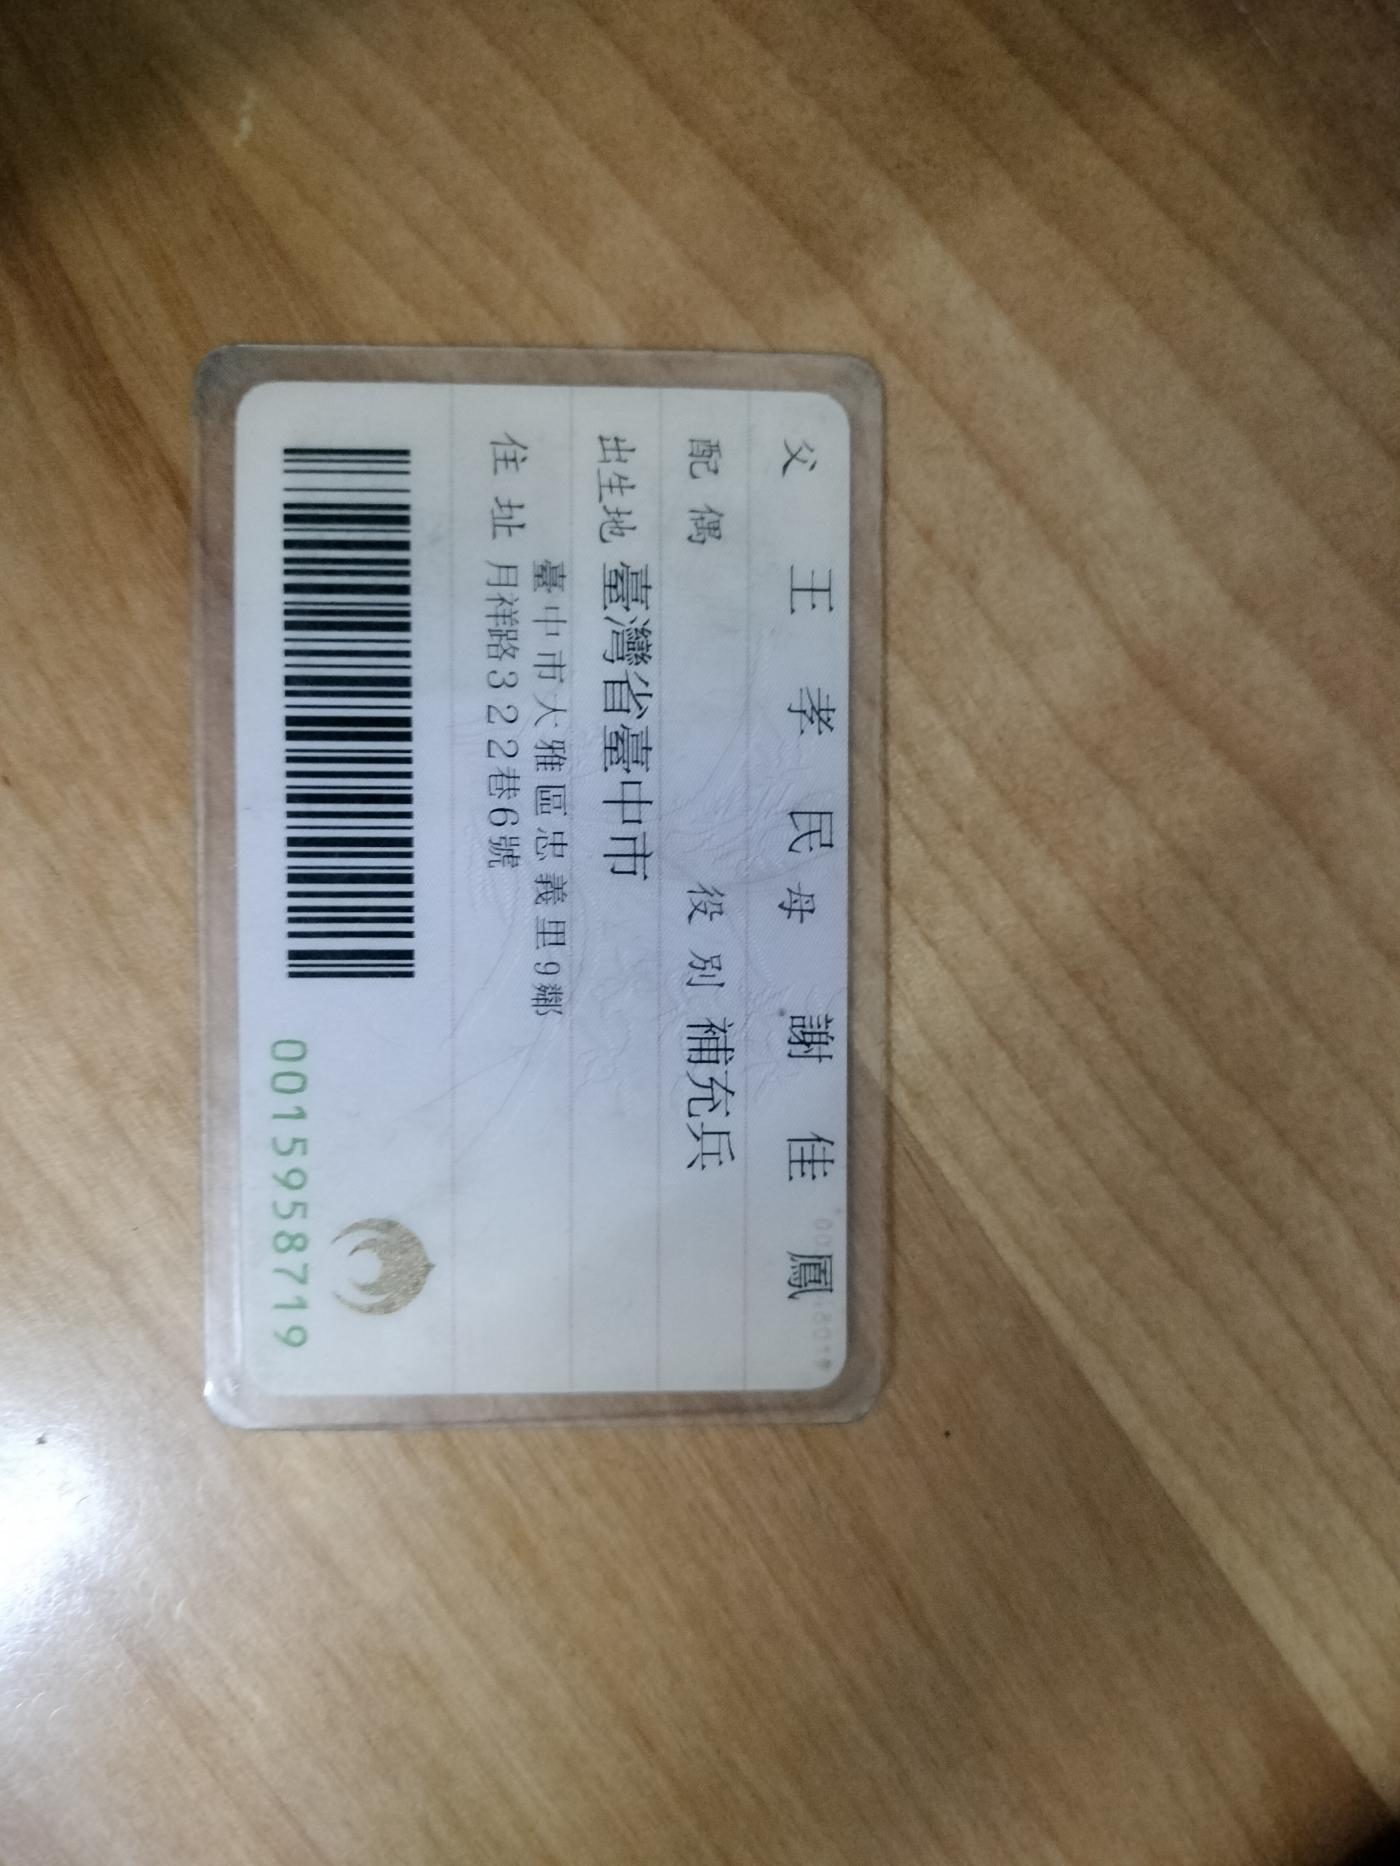 父 王孝民 母 謝佳鳳
配偶 役別 補充兵
出生地 臺灣省臺中市
住址 臺中市大雅區忠義里9鄰
月祥路322巷6號
0015958719